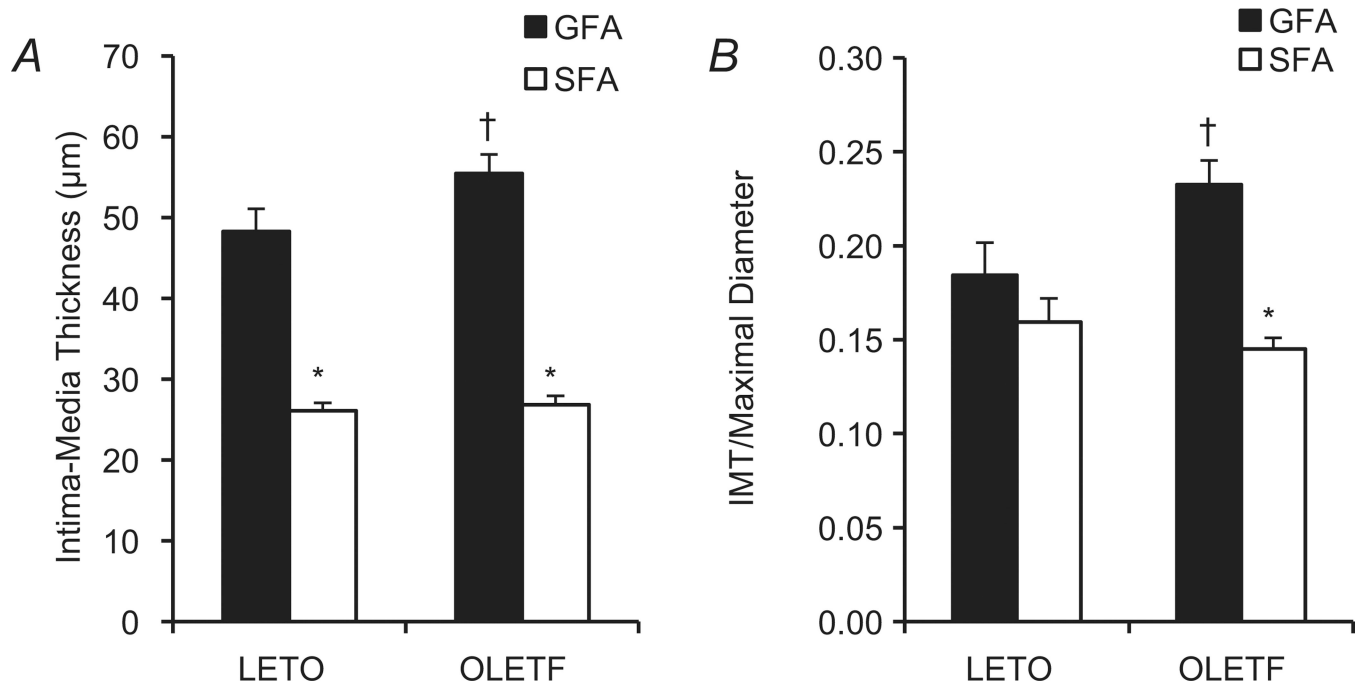 A
GFA
SFA
Intima-Media Thickness (μm)
70
60
50
40
30
20
10
0
†
*
*
LETO
OLETF
B
GFA
SFA
IMT/Maximal Diameter
0.30
0.25
0.20
0.15
0.10
0.05
0.00
†
*
LETO
OLETF